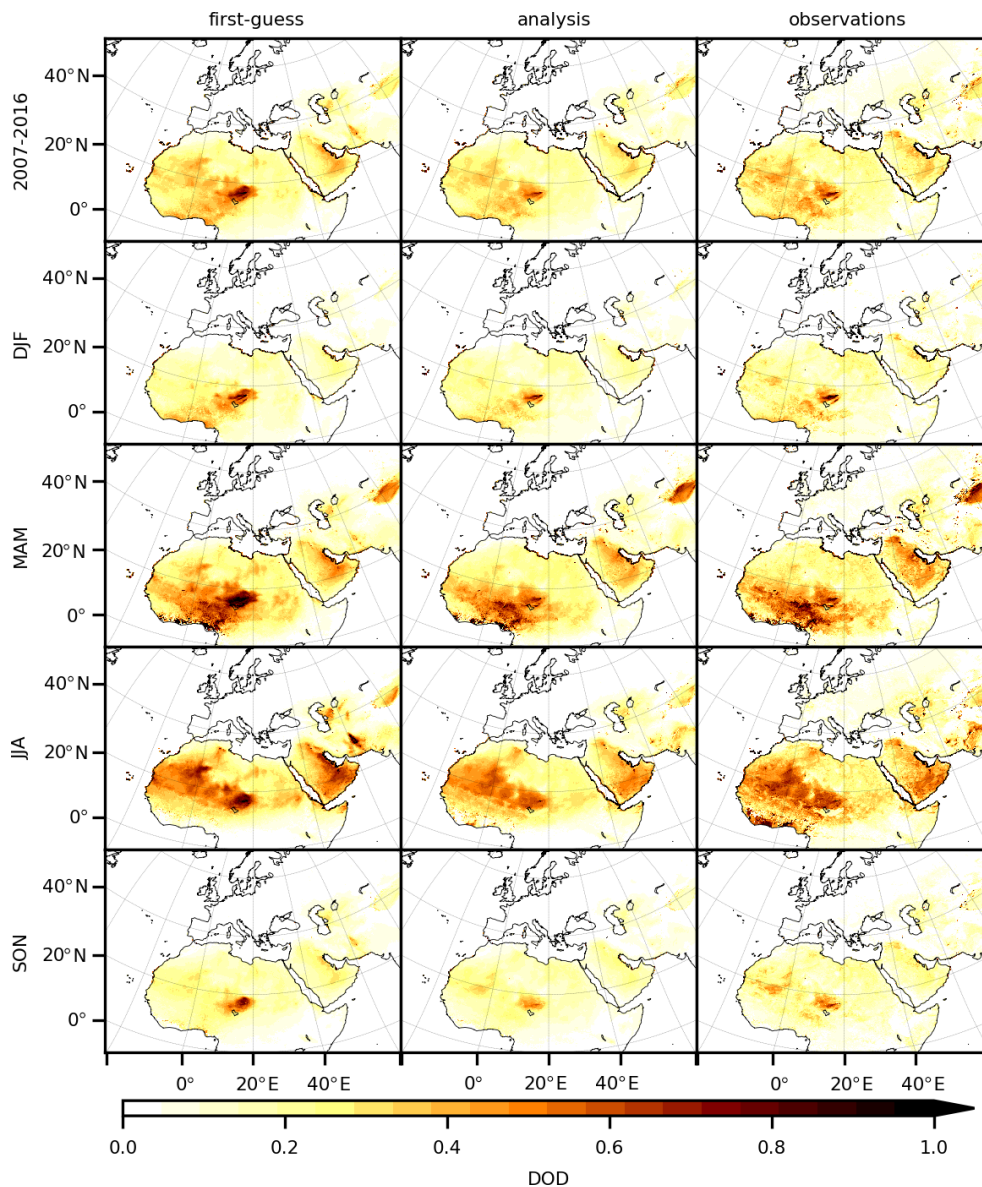 first-guess analysis observations
2007-2016
40°N
20°N
0°
DJF
40°N
20°N
0°
MAM
40°N
20°N
0°
JJA
40°N
20°N
0°
SON
40°N
20°N
0°
0° 20°E 40°E 0° 20°E 40°E 0° 20°E 40°E
0.0 0.2 0.4 0.6 0.8 1.0
DOD